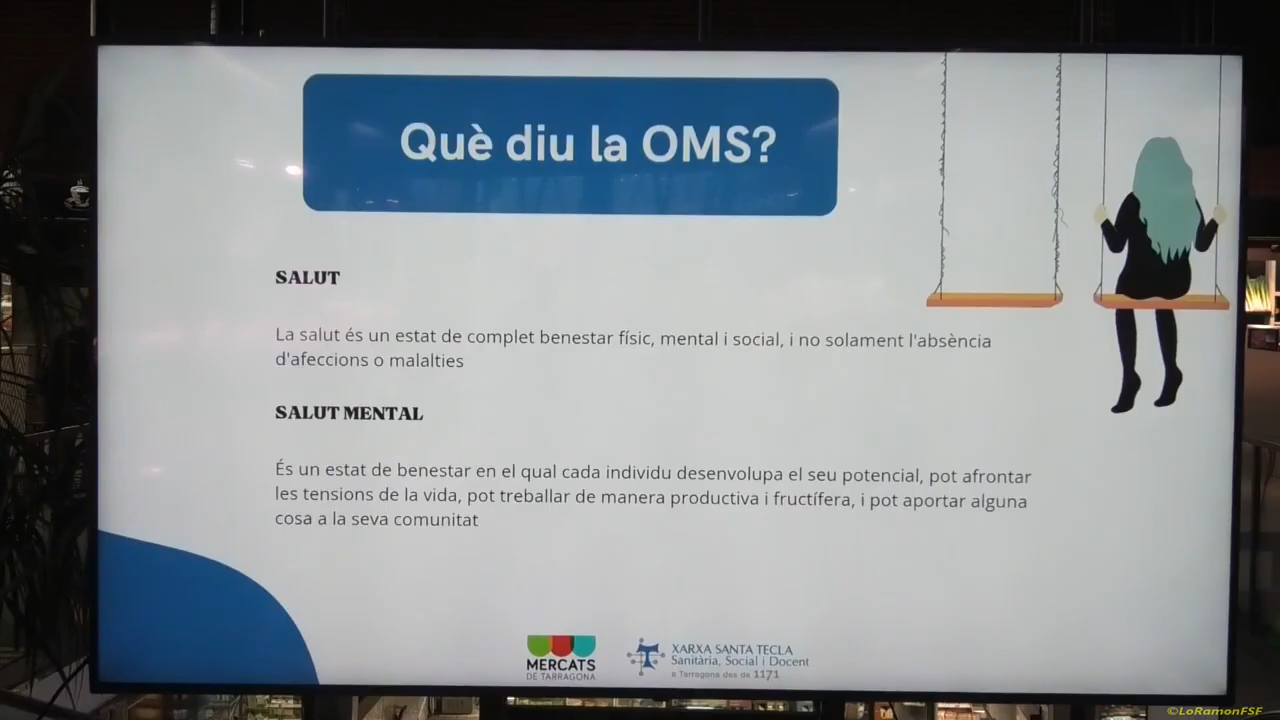 Què diu la OMS?
SALUT
La salut és un estat de complet benestar físic, mental i social, i no solament l'absència
d'afeccions o malalties
SALUT MENTAL
És un estat de benestar en el qual cada individu desenvolupa el seu potencial, pot afrontar
les tensions de la vida, pot treballar de manera productiva i fructífera, i pot aportar alguna
cosa a la seva comunitat
MERCATS
DE TARRAGONA
XARXA SANTA TECLA
Sanitària, Social i Docent
a Tarragona des de 1171
©LoRamonFSF